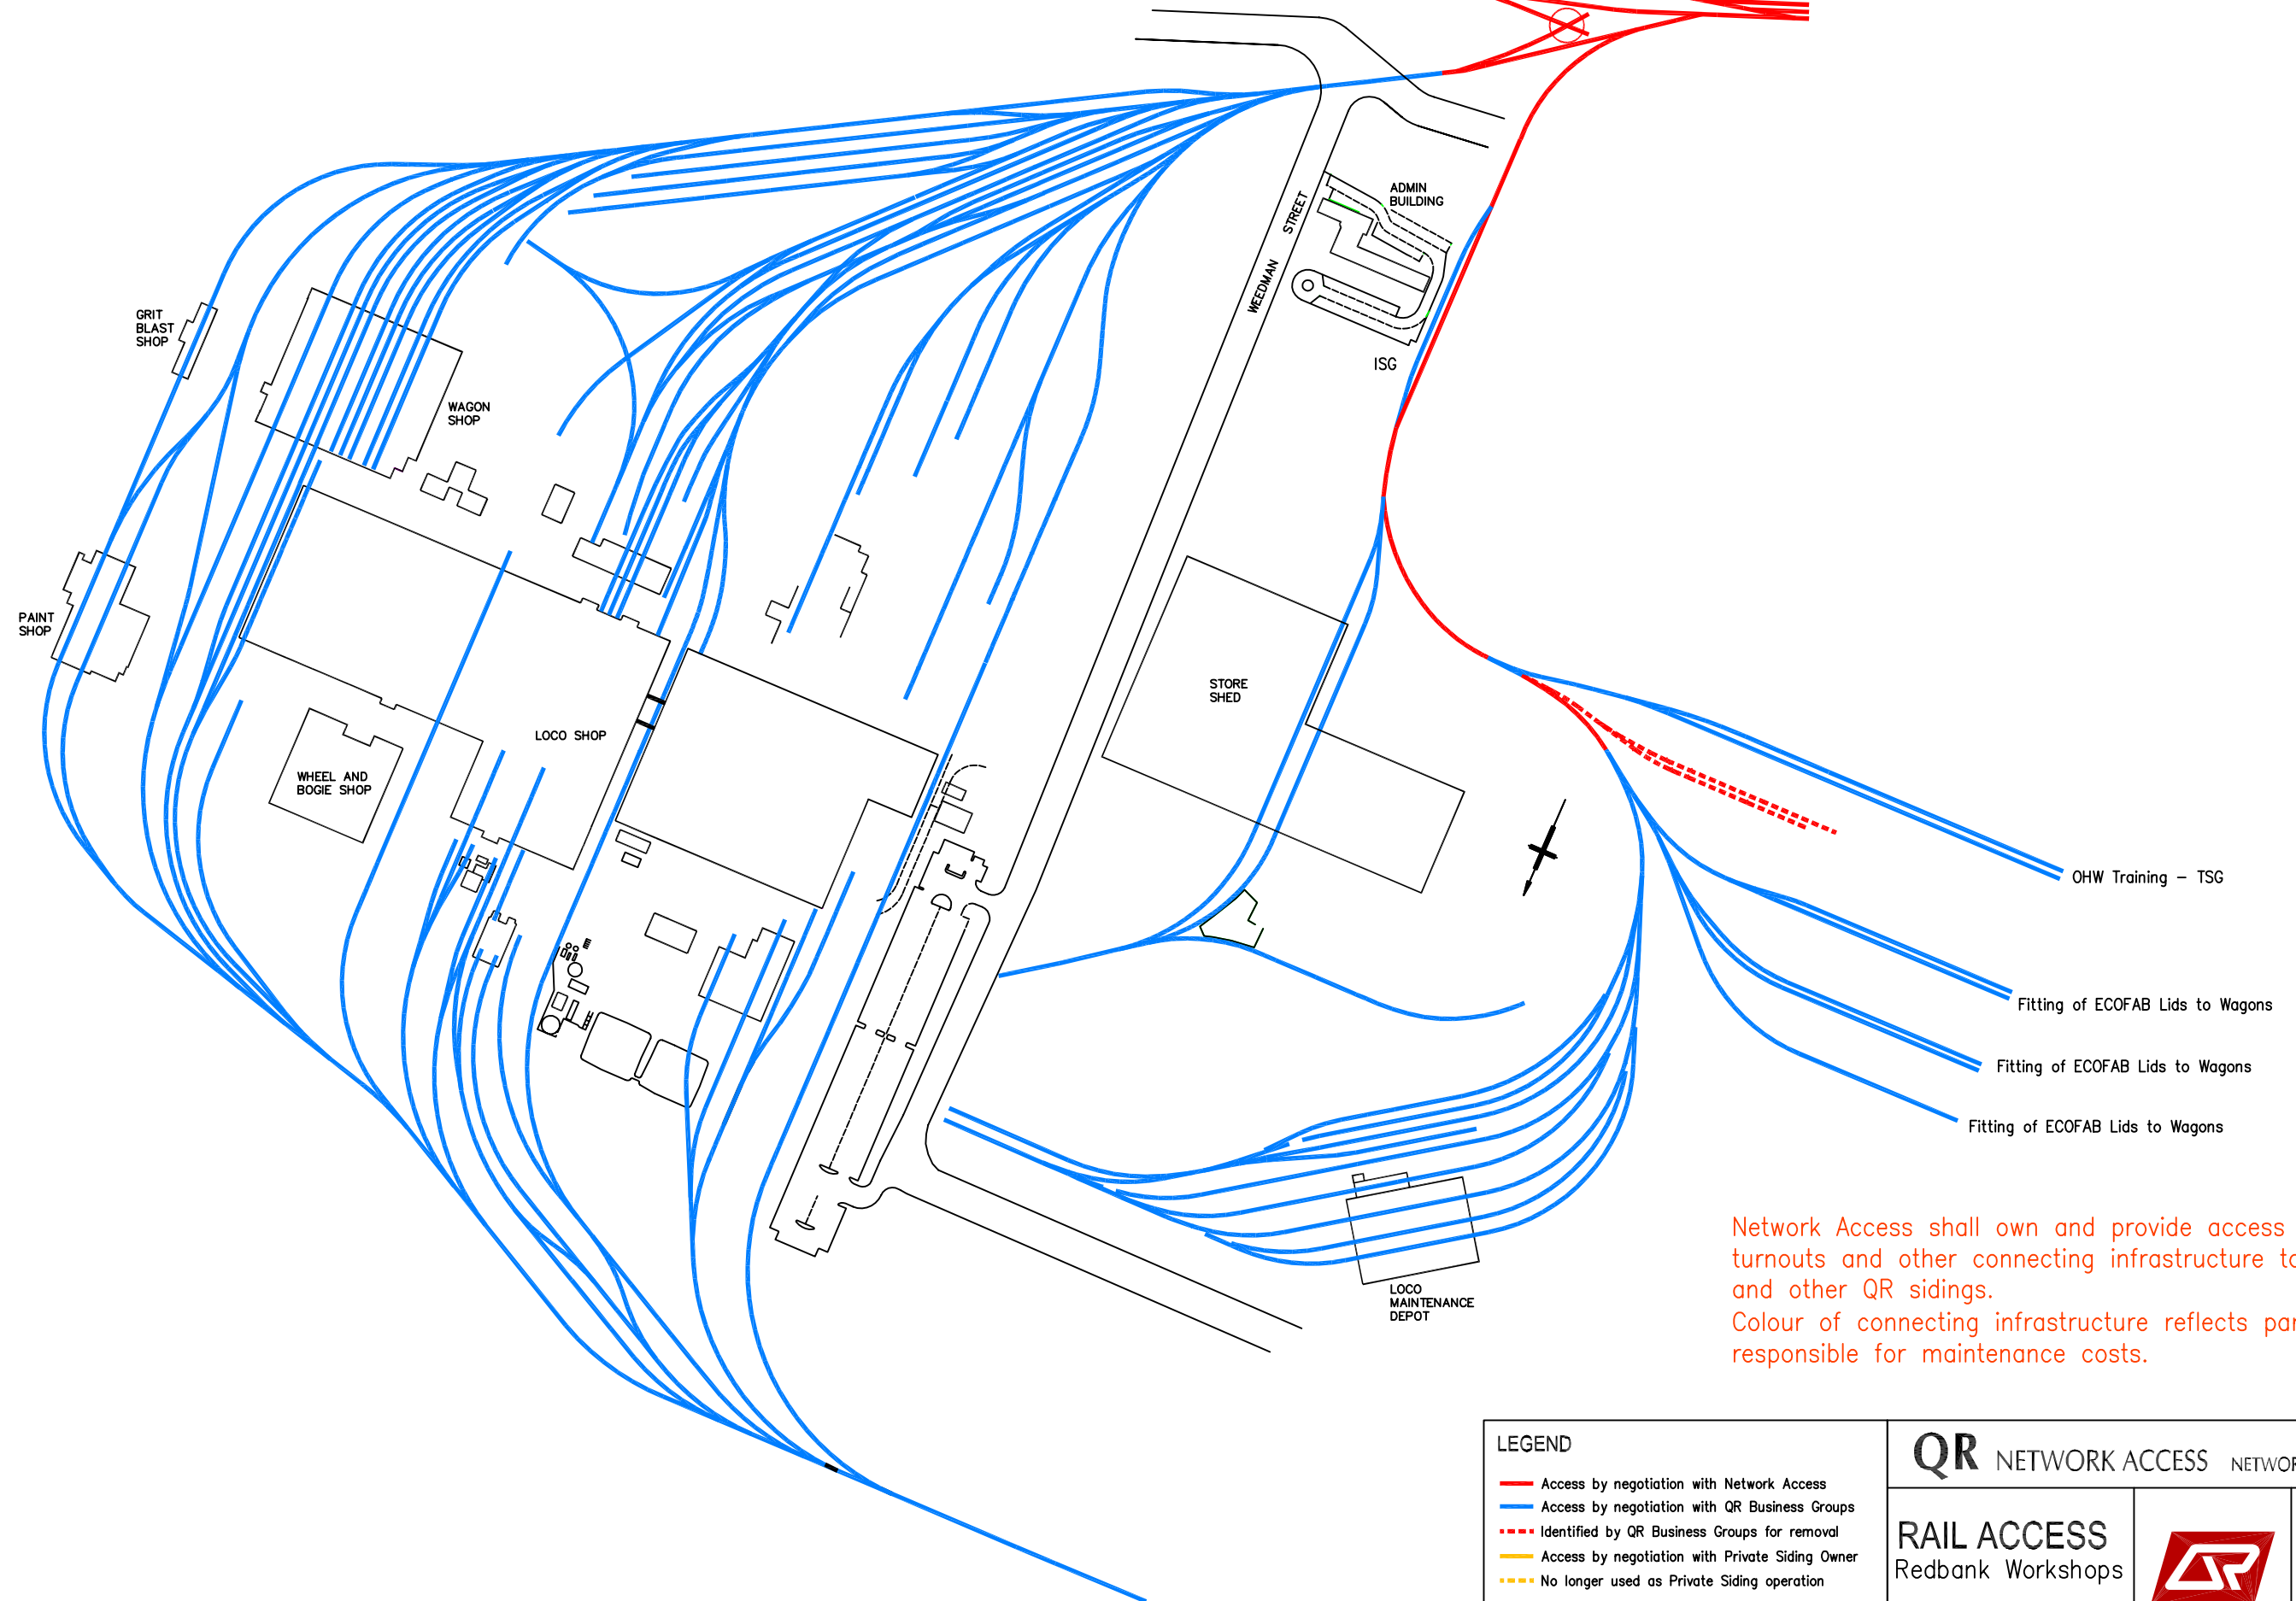 ADMIN
BUILDING
STREET
WEEDMAN
ISG
GRIT
BLAST
SHOP
WAGON
SHOP
PAINT
SHOP
STORE
SHED
LOCO SHOP
WHEEL AND
BOGIE SHOP
OHW Training - TSG
Fitting of ECOFAB Lids to Wagons
Fitting of ECOFAB Lids to Wagons
Fitting of ECOFAB Lids to Wagons
LOCO
MAINTENANCE
DEPOT
Network Access shall own and provide access
turnouts and other connecting infrastructure to
and other QR sidings.
Colour of connecting infrastructure reflects
responsible for maintenance costs.
LEGEND
Access by negotiation with Network Access
Access by negotiation with QR Business Groups
Identified by QR Business Groups for removal
Access by negotiation with Private Siding Owner
No longer used as Private Siding operation
QR NETWORK ACCESS
RAIL ACCESS
Redbank Workshops
QR